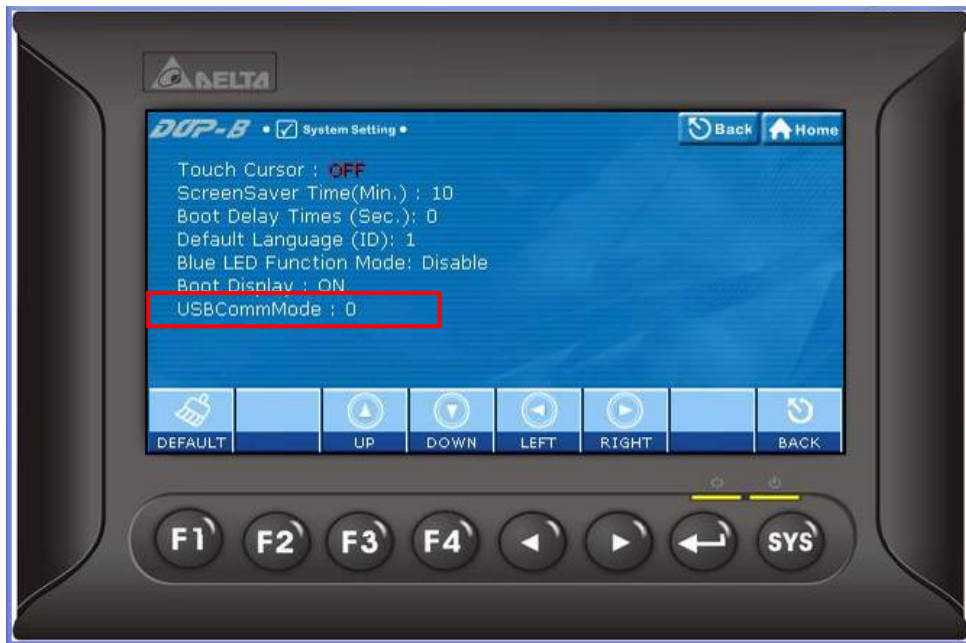 DELTA
DOP-B • System Setting •
Back
Home
Touch Cursor : OFF
ScreenSaver Time(Min.) : 10
Boot Delay Times (Sec.): 0
Default Language (ID): 1
Blue LED Function Mode: Disable
Boot Display : ON
USBCommMode : 0
DEFAULT UP DOWN LEFT RIGHT BACK
F1 F2 F3 F4 SYS